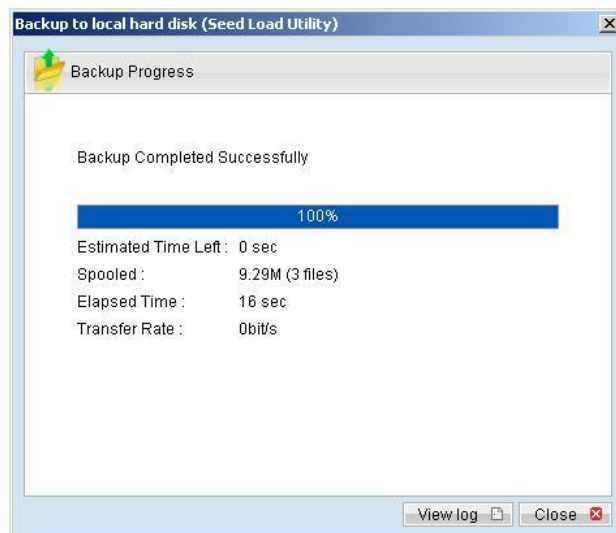 Backup to local hard disk (Seed Load Utility)
Backup Progress
Backup Completed Successfully
100%
Estimated Time Left : 0 sec
Spooled : 9.29M (3 files)
Elapsed Time : 16 sec
Transfer Rate : 0bit/s
View log Close